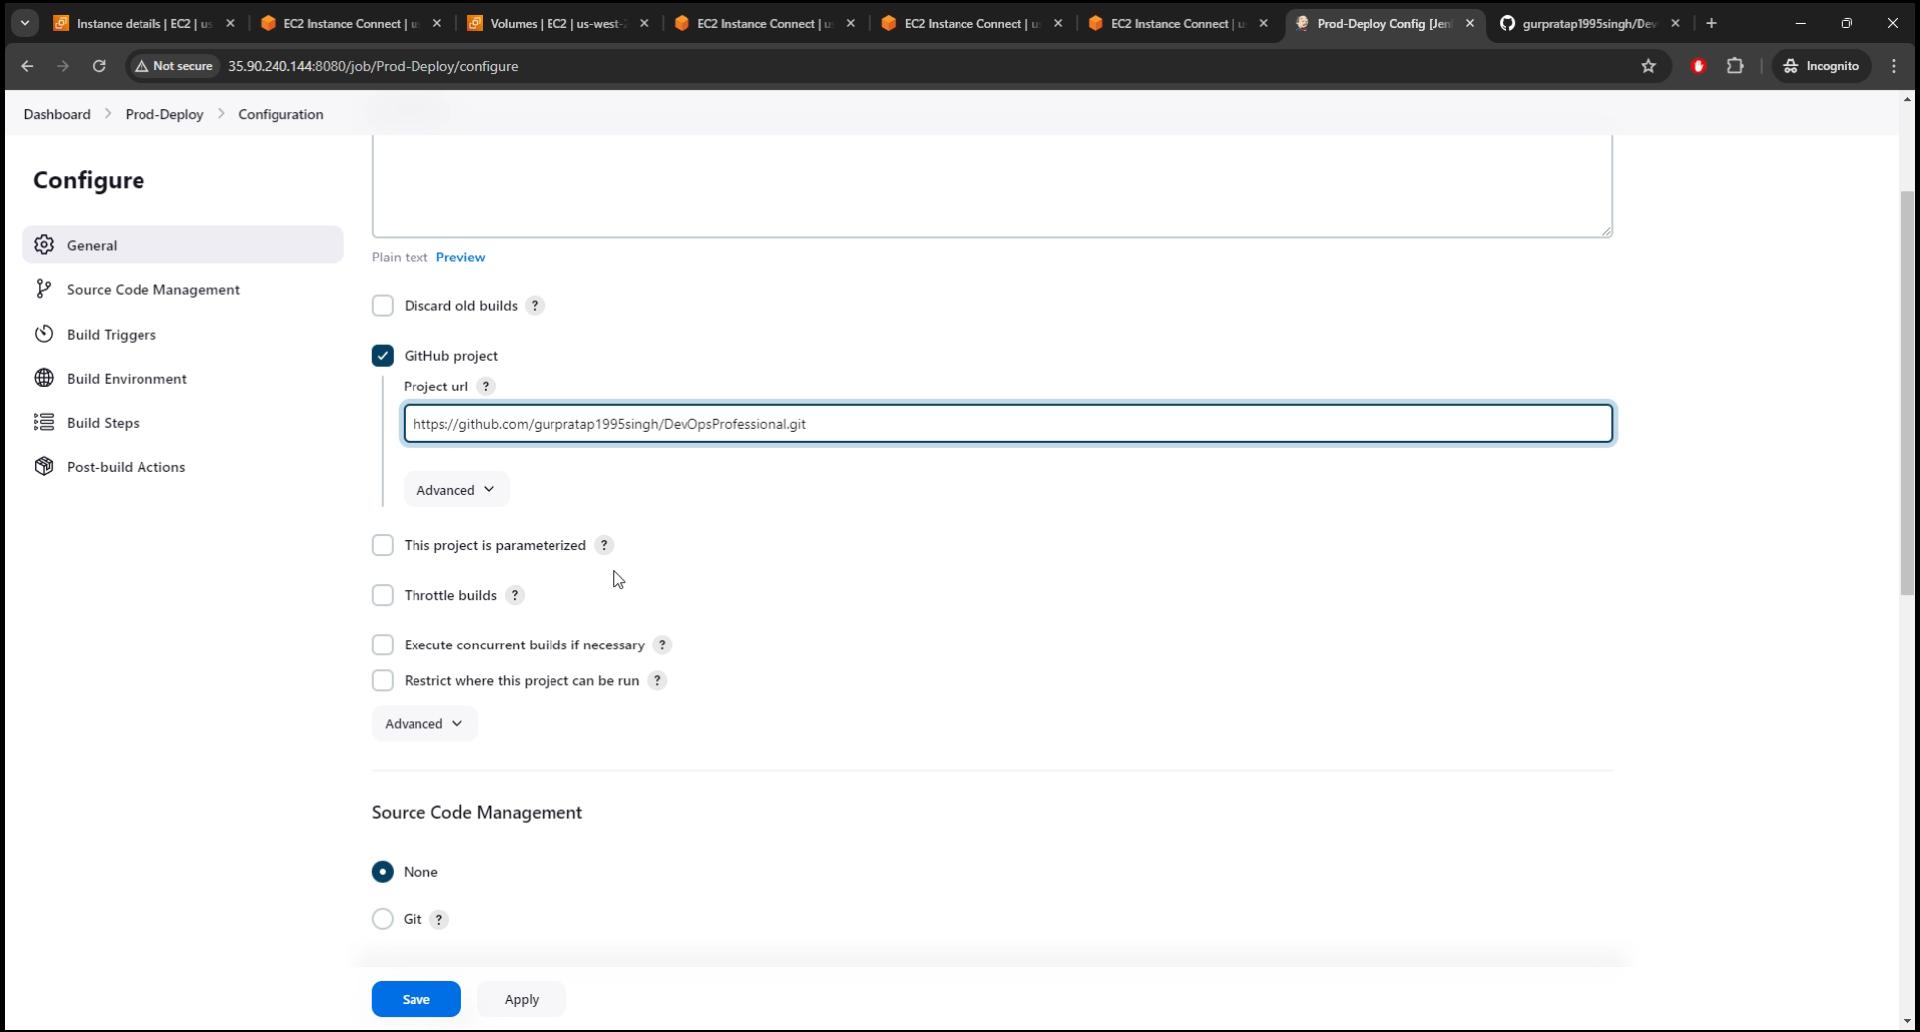 Instance details | EC2 | us
EC2 Instance Connect | u
Volumes | EC2 | us-west-2
EC2 Instance Connect | u
EC2 Instance Connect | u
EC2 Instance Connect | u
Prod-Deploy Config [Jen
gurpratap1995singh/Dev
Not secure
35.90.240.144:8080/job/Prod-Deploy/configure
Incognito
Dashboard > Prod-Deploy > Configuration
Configure
General
Source Code Management
Build Triggers
Build Environment
Build Steps
Post-build Actions
Plain text Preview
Discard old builds ?
GitHub project
Project url ?
https://github.com/gurpratap1995singh/DevOpsProfessional.git
Advanced
This project is parameterized ?
Throttle builds ?
Execute concurrent builds if necessary ?
Restrict where this project can be run ?
Advanced
Source Code Management
None
Git ?
Save Apply